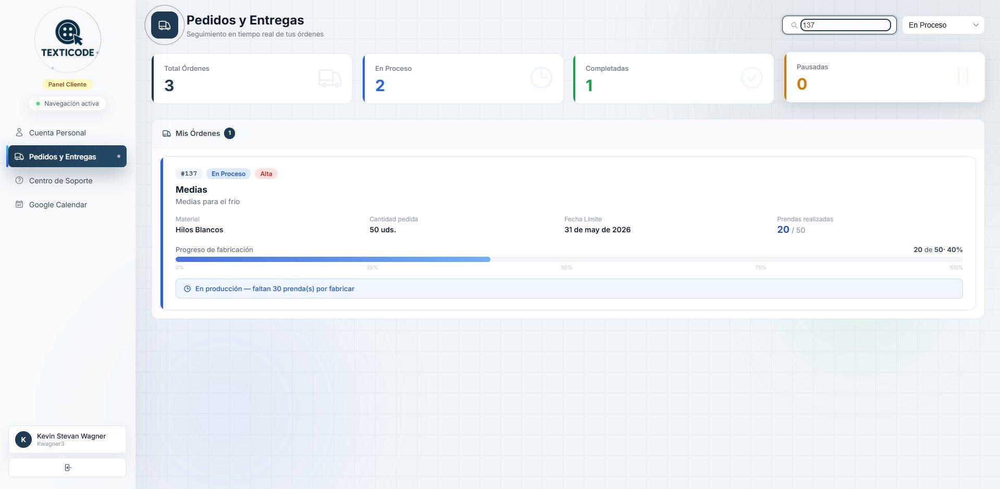 TEXTICODE
Panel Cliente
Navegación activa
Cuenta Personal
Pedidos y Entregas
Centro de Soporte
Google Calendar
Kevin Stevan Wagner
K
Kwagner3
Pedidos y Entregas
Seguimiento en tiempo real de tus órdenes
137
En Proceso
Total Órdenes
3
En Proceso
2
Completadas
1
Pausadas
0
Mis Órdenes 1
#137 En Proceso Alta
Medias
Medias para el frio
Material
Hilos Blancos
Cantidad pedida
50 uds.
Fecha Límite
31 de may de 2026
Prendas realizadas
20 / 50
Progreso de fabricación 20 de 50· 40%
0% 25% 50% 75% 100%
En producción — faltan 30 prenda(s) por fabricar